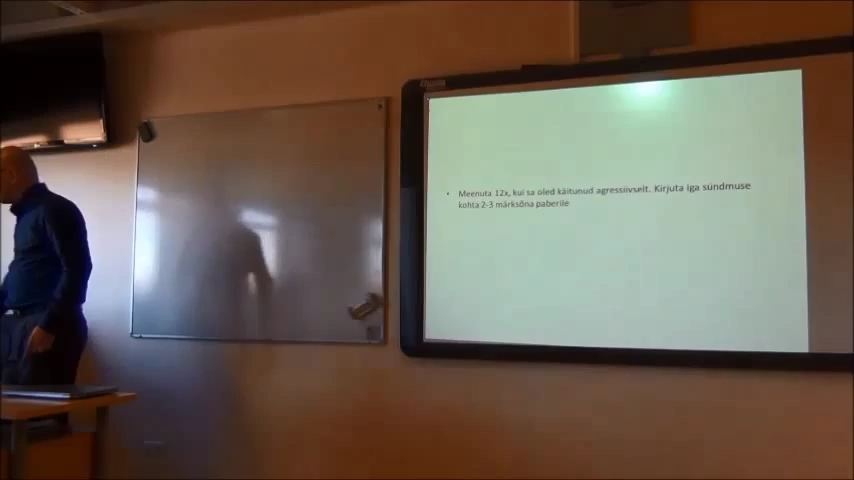 • Meenuta 12x, kui sa oled käitunud agressiivselt. Kirjuta iga sündmuse
kohta 2-3 märksõna paberile